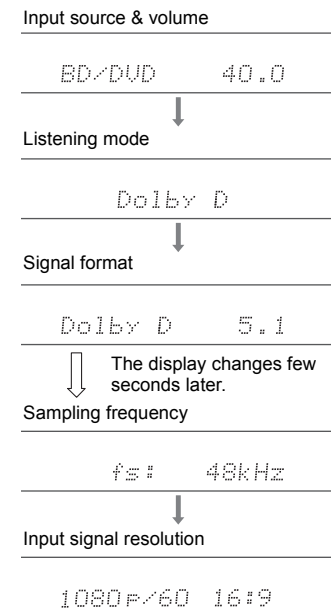 Input source & volume
BD/DVD 40.0
Listening mode
Dolby D
Signal format
Dolby D 5.1
The display changes few
seconds later.
Sampling frequency
fs: 48kHz
Input signal resolution
1080p/60 16:9